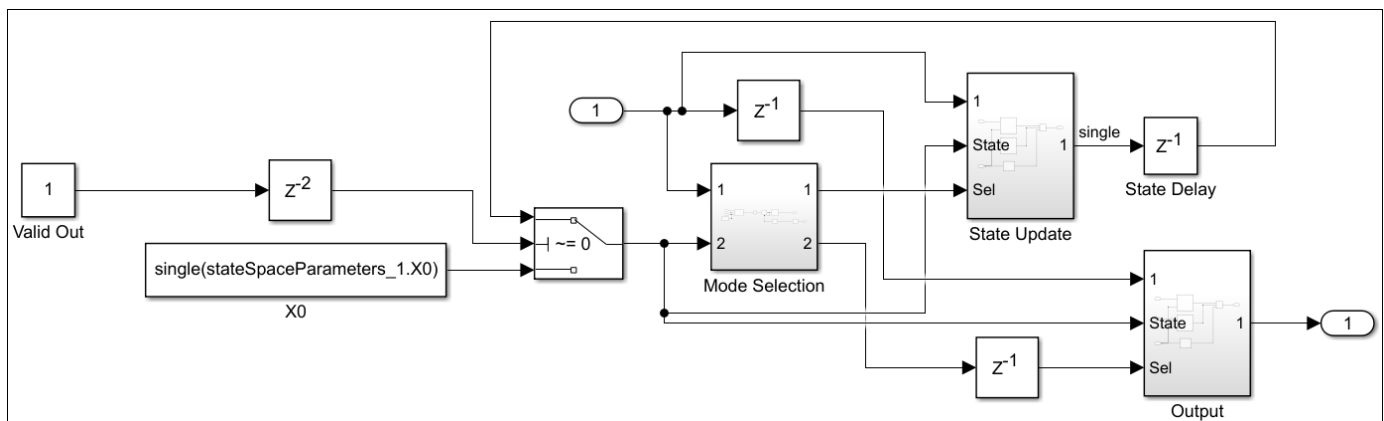 1
Valid Out
Z-2
single(stateSpaceParameters_1.X0)
X0
~= 0
1
Z-1
1
2
1
2
Mode Selection
1
State
Sel
1
State Update
single
Z-1
State Delay
Z-1
1
State
Sel
1
Output
1